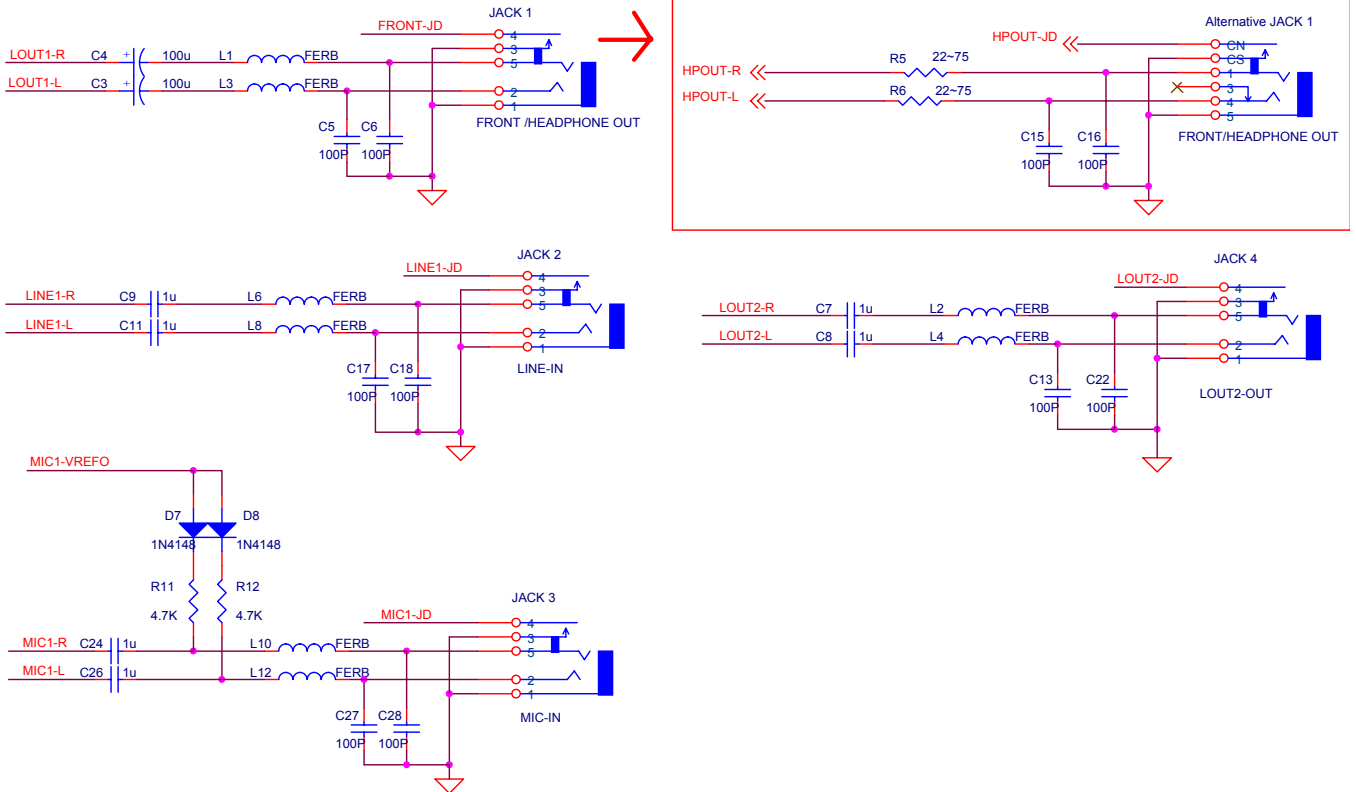 JACK 1
FRONT-JD
LOUT1-R C4 + 100u L1 FERB
LOUT1-L C3 + 100u L3 FERB
4
3
5
2
1
C5 C6
100P 100P
FRONT /HEADPHONE OUT
Alternative JACK 1
HPOUT-JD
HPOUT-R R5 22~75
HPOUT-L R6 22~75
CN
CS
1
3
4
5
C15 C16
100P 100P
FRONT/HEADPHONE OUT
JACK 2
LINE1-JD
LINE1-R C9 1u L6 FERB
LINE1-L C11 1u L8 FERB
4
3
5
2
1
C17 C18
100P 100P
LINE-IN
JACK 4
LOUT2-JD
LOUT2-R C7 1u L2 FERB
LOUT2-L C8 1u L4 FERB
4
3
5
2
1
C13 C22
100P 100P
LOUT2-OUT
MIC1-VREFO
D7 D8
1N4148 1N4148
R11 R12
4.7K 4.7K
JACK 3
MIC1-JD
MIC1-R C24 1u L10 FERB
MIC1-L C26 1u L12 FERB
4
3
5
2
1
C27 C28
100P 100P
MIC-IN